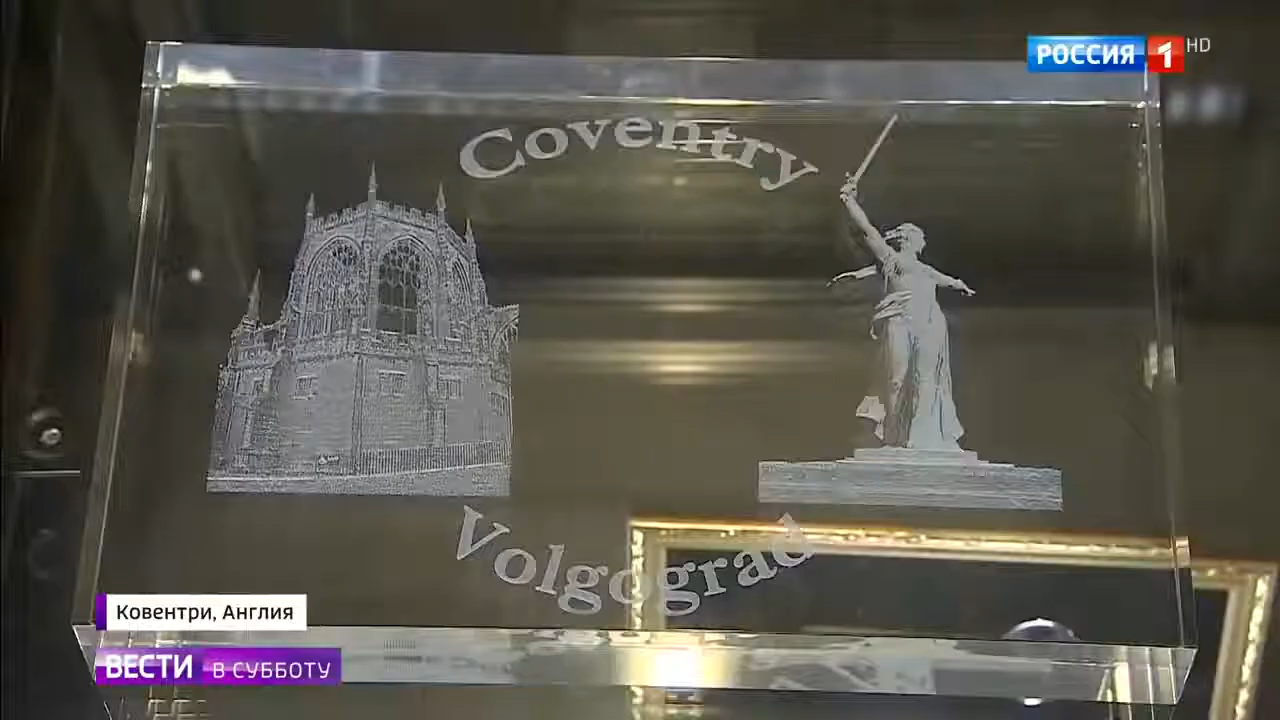 РОССИЯ 1 HD
Coventry
Volgograd
Ковентри, Англия
ВЕСТИ В СУББОТУ